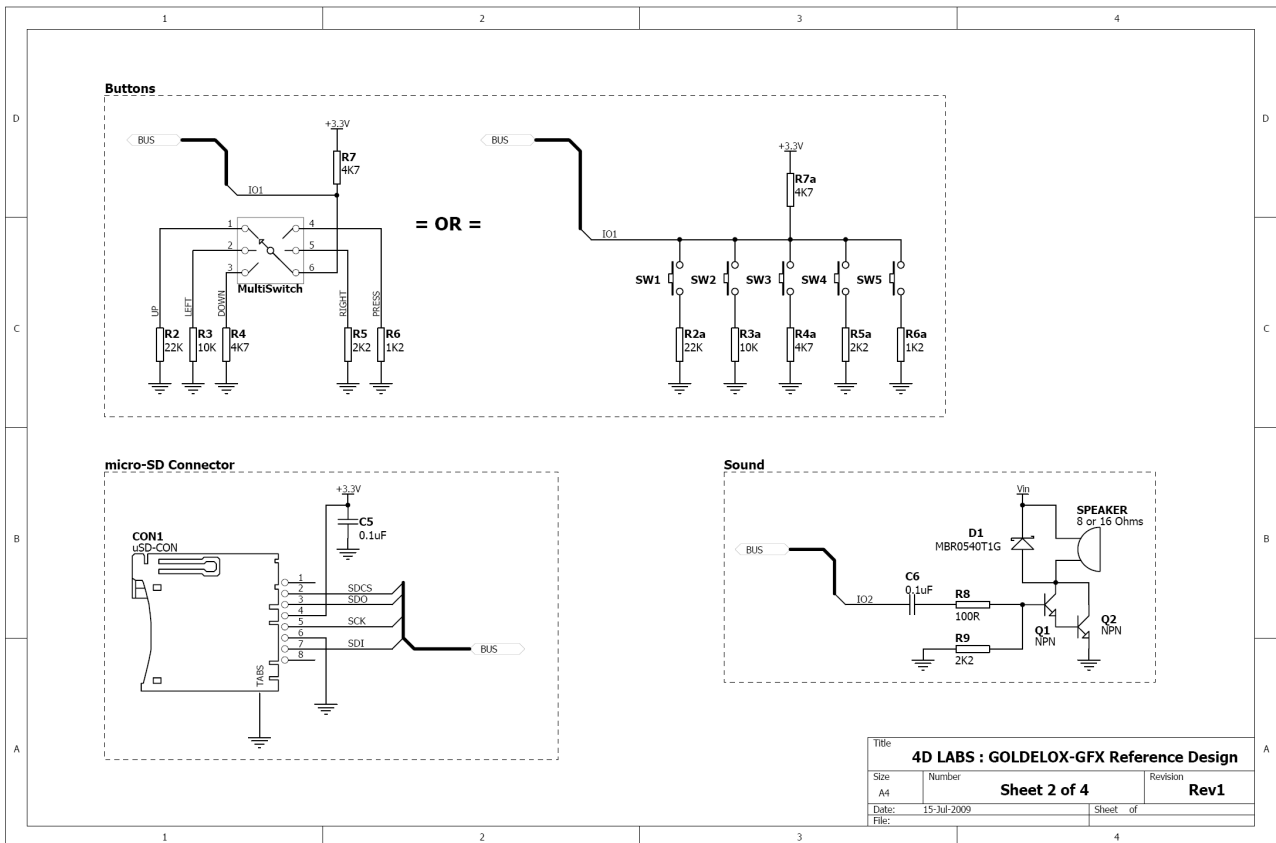 1 2 3 4
D D
C C
B B
A A
Buttons
BUS
+3.3V
R7
4K7
IO1
1 4
2 5
3 6
MultiSwitch
UP
LEFT
DOWN
RIGHT
PRESS
R2
22K
R3
10K
R4
4K7
R5
2K2
R6
1K2
= OR =
BUS
+3.3V
R7a
4K7
IO1
SW1 SW2 SW3 SW4 SW5
R2a
22K
R3a
10K
R4a
4K7
R5a
2K2
R6a
1K2
micro-SD Connector
+3.3V
C5
0.1uF
CON1
uSD-CON
1
2
3
4
5
6
7
8
SDCS
SDO
SCK
SDI
TABS
BUS
Sound
Vin
SPEAKER
8 or 16 Ohms
D1
MBR0540T1G
BUS
IO2
C6
0.1uF
R8
100R
R9
2K2
Q1
NPN
Q2
NPN
Title
4D LABS : GOLDELOX-GFX Reference Design
Size
A4
Number
Sheet 2 of 4
Revision
Rev1
Date: 15-Jul-2009 Sheet of
File:
1 2 3 4